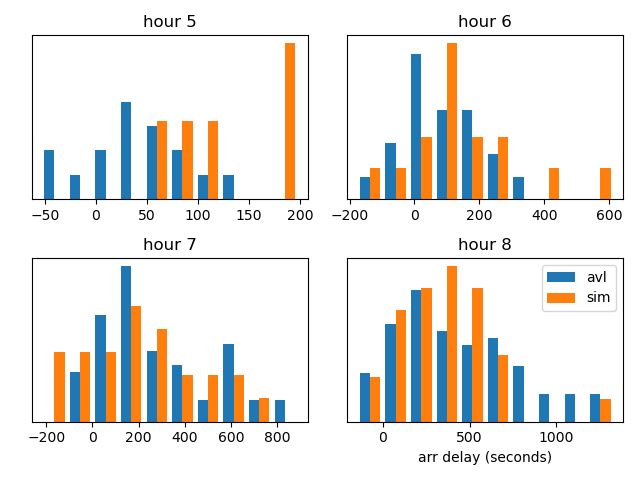 hour 5
hour 6
−50 0 50 100 150 200
−200 0 200 400 600
hour 7
hour 8
avl
sim
−200 0 200 400 600 800
0 500 1000
arr delay (seconds)